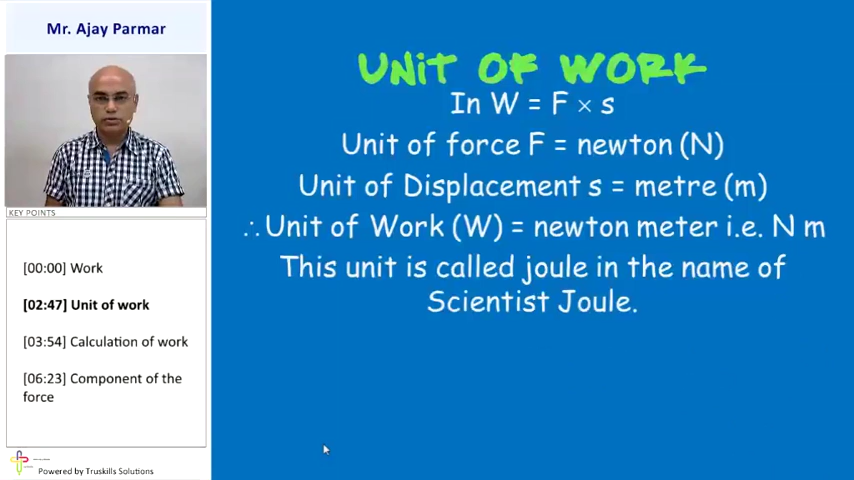 Mr. Ajay Parmar
KEY POINTS
[00:00] Work
[02:47] Unit of work
[03:54] Calculation of work
[06:23] Component of the
force
Powered by Truskills Solutions
UNIT OF WORK
In W = F × s
Unit of force F = newton (N)
Unit of Displacement s = metre (m)
∴ Unit of Work (W) = newton meter i.e. N m
This unit is called joule in the name of
Scientist Joule.